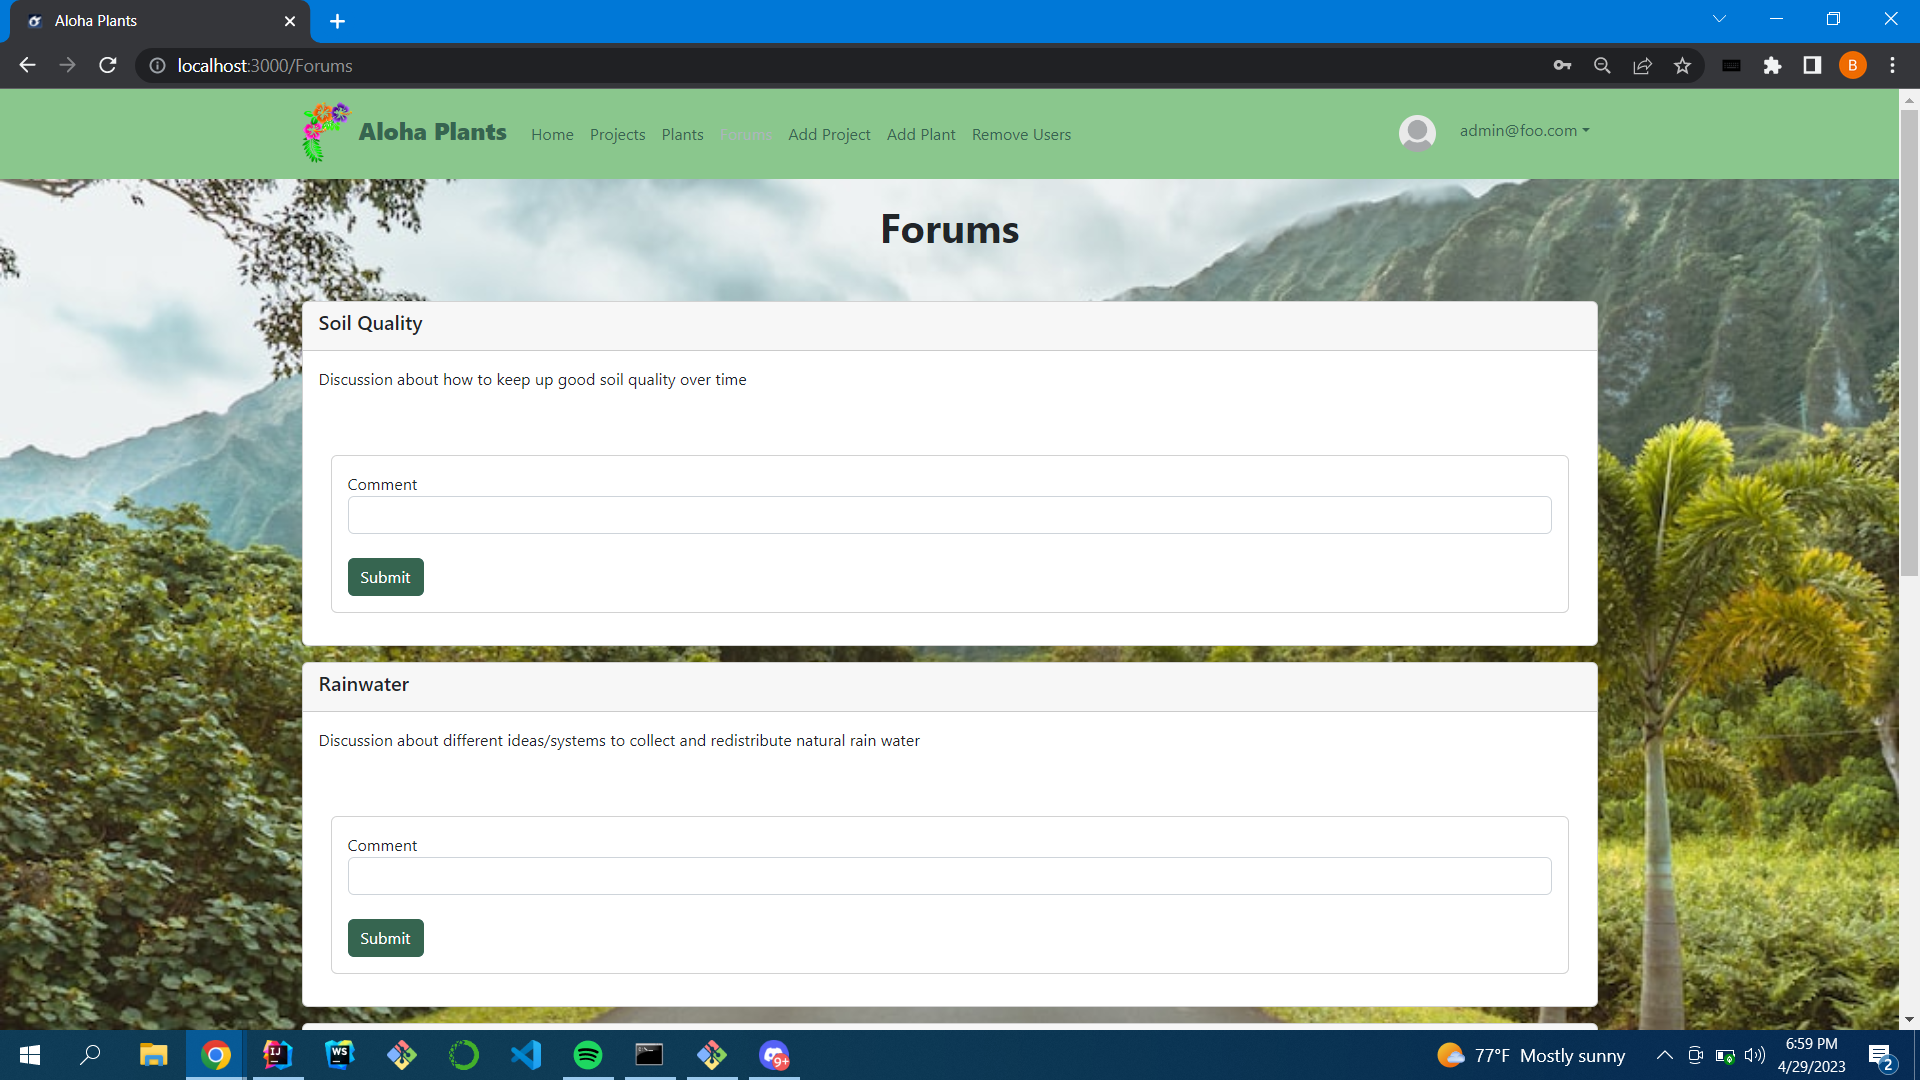 Aloha Plants
localhost:3000/Forums
B
Aloha Plants Home Projects Plants Forums Add Project Add Plant Remove Users admin@foo.com
Forums
Soil Quality
Discussion about how to keep up good soil quality over time
Comment
Submit
Rainwater
Discussion about different ideas/systems to collect and redistribute natural rain water
Comment
Submit
IJ
WS
9+
77°F Mostly sunny
6:59 PM
4/29/2023
2